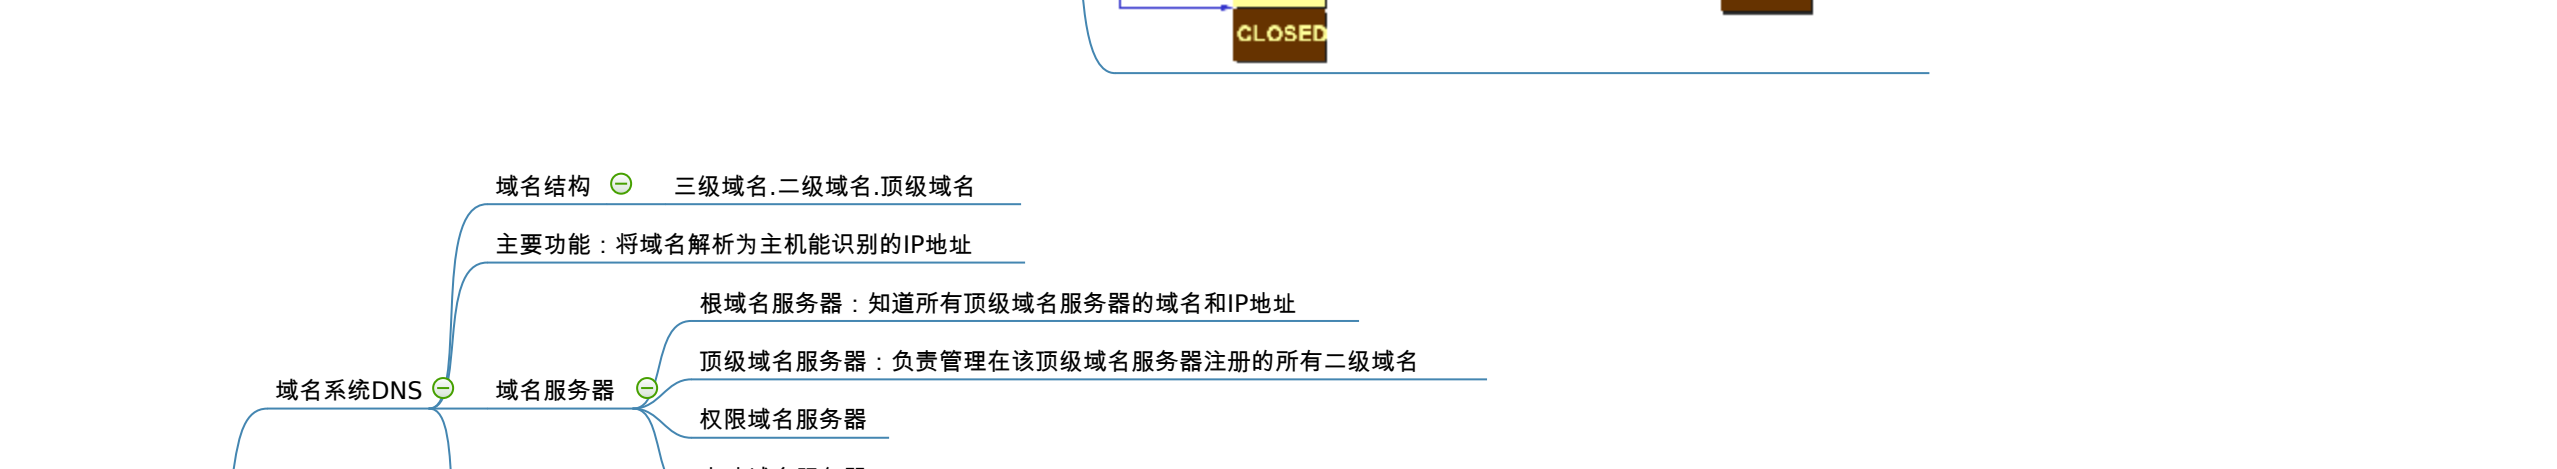 CLOSED
域名结构
三级域名.二级域名.顶级域名
主要功能：将域名解析为主机能识别的IP地址
根域名服务器：知道所有顶级域名服务器的域名和IP地址
顶级域名服务器：负责管理在该顶级域名服务器注册的所有二级域名
域名系统DNS
域名服务器
权限域名服务器